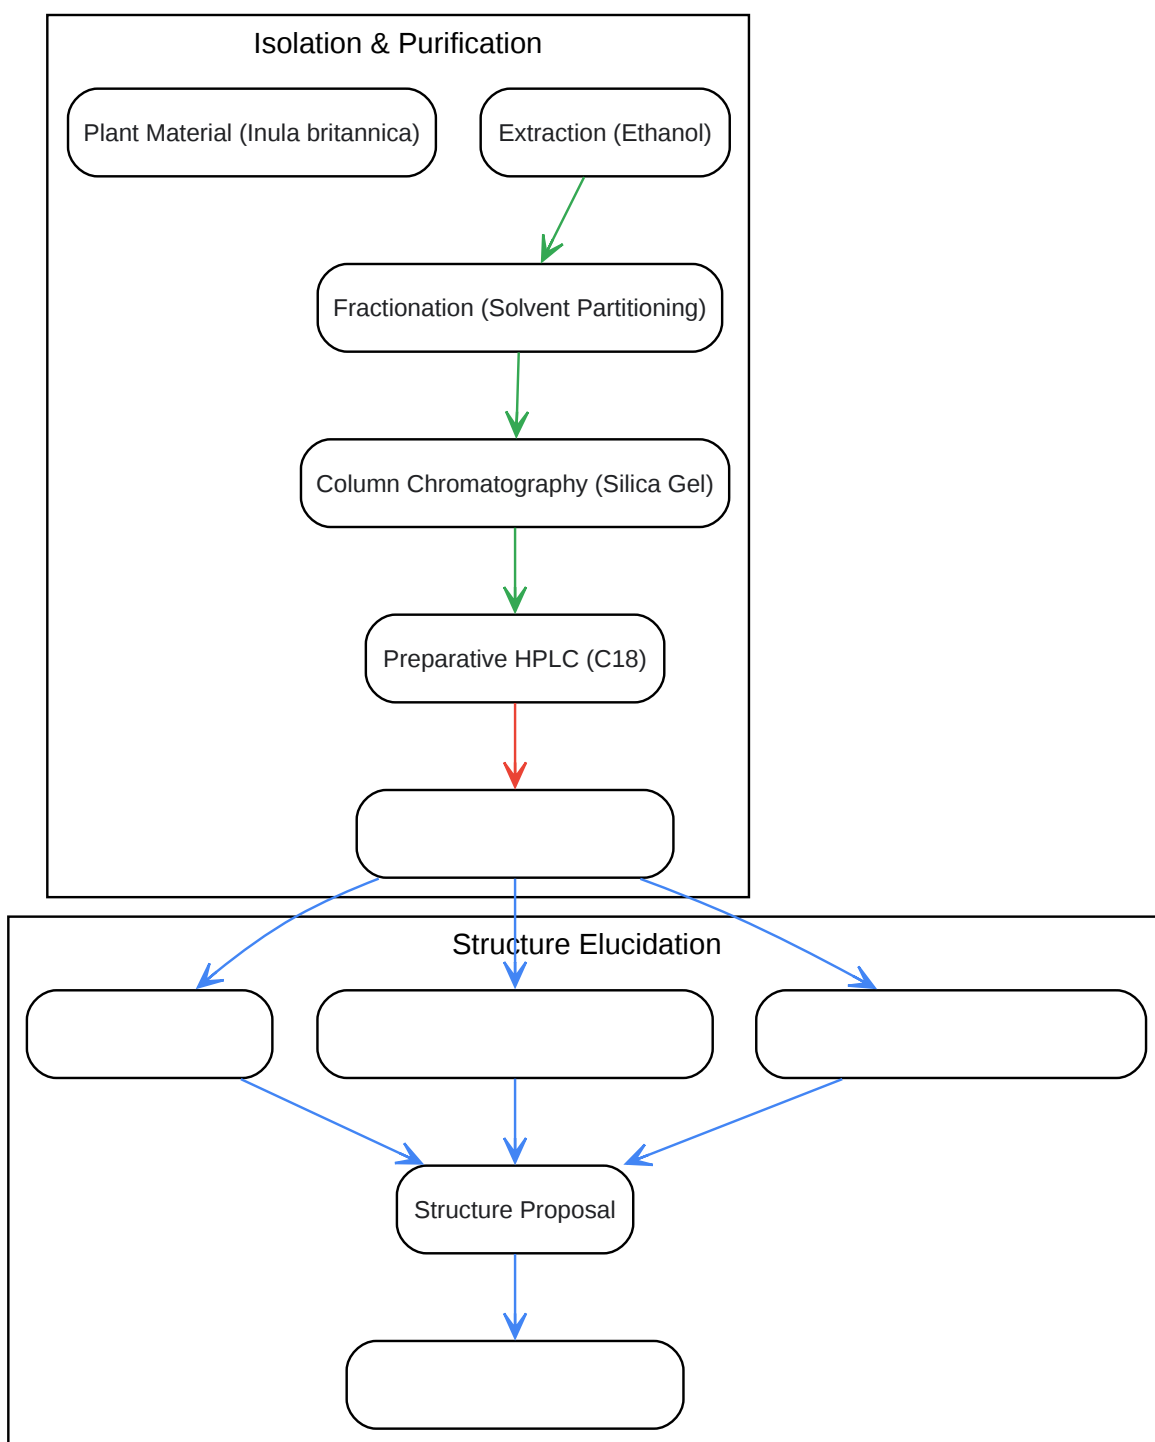 Isolation & Purification
Plant Material (Inula britannica)
Extraction (Ethanol)
Fractionation (Solvent Partitioning)
Column Chromatography (Silica Gel)
Preparative HPLC (C18)
Structure Elucidation
Structure Proposal